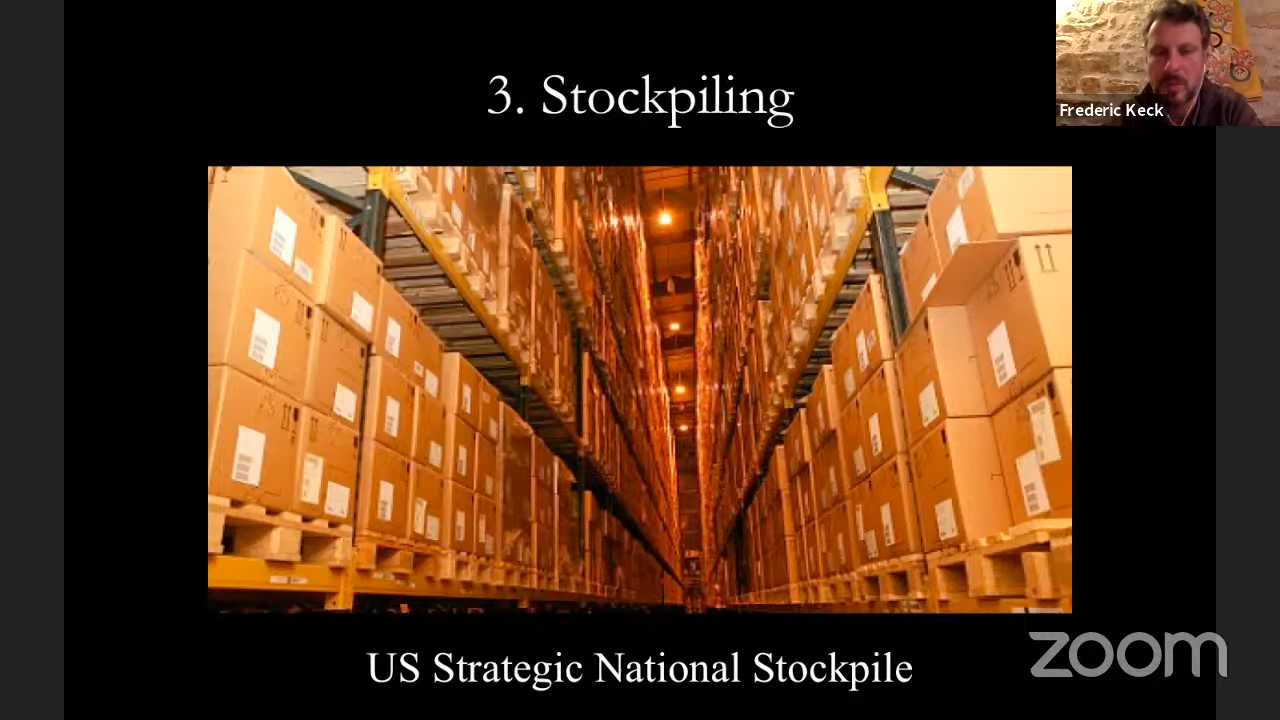 3. Stockpiling
Frederic Keck
US Strategic National Stockpile
zoom